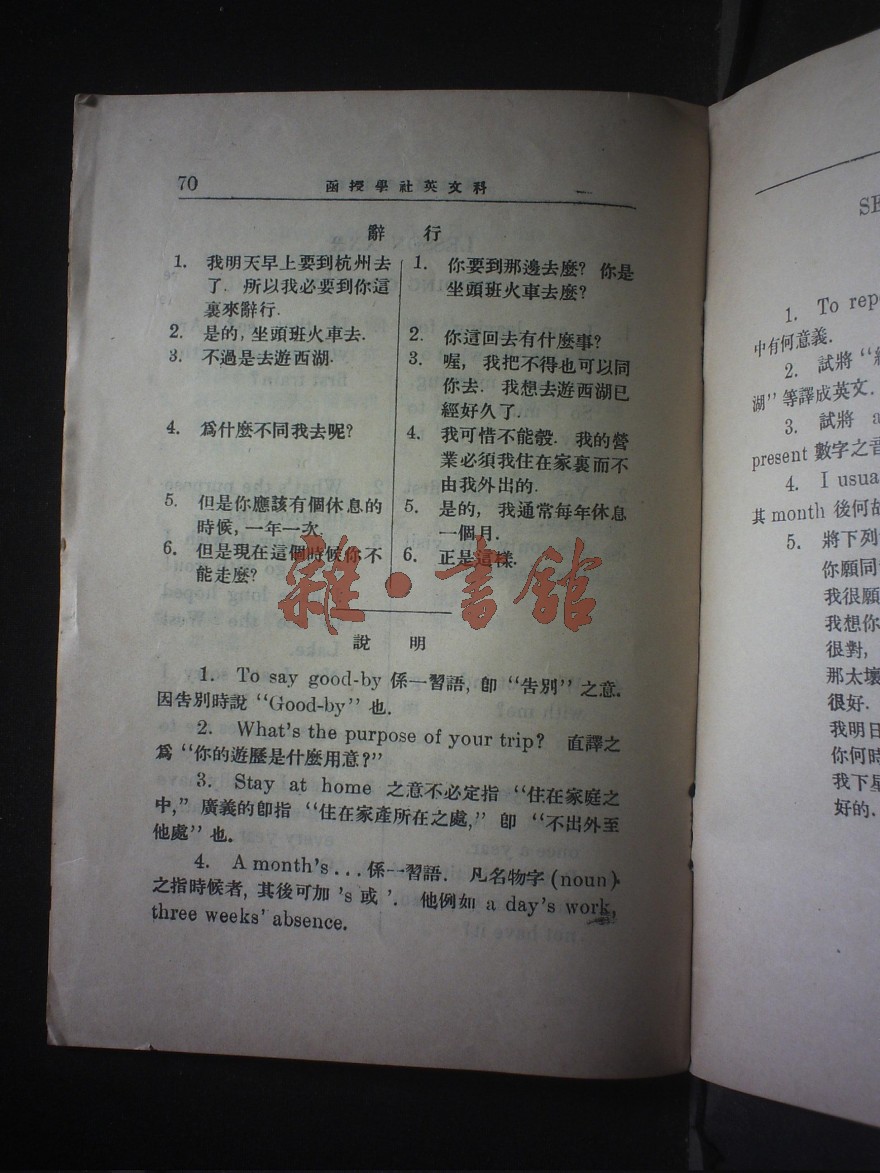 70
函授學社英文科
辭 行
1. 我明天早上要到杭州去
了. 所以我必要到你這
裏來辭行.
2. 是的, 坐頭班火車去.
3. 不過是去遊西湖.
4. 爲什麼不同我去呢?
5. 但是你應該有個休息的
時候, 一年一次.
6. 但是現在這個時候你不
能走麼?
1. 你要到那邊去麼? 你是
坐頭班火車去麼?
2. 你這回去有什麼事?
3. 喔, 我把不得也可以同
你去. 我想去遊西湖已
經好久了.
4. 我可惜不能彀. 我的營
業必須我住在家裏而不
由我外出的.
5. 是的, 我通常每年休息
一個月.
6. 正是這樣.
雜·書館
說 明
1. To say good-by 係一習語, 卽 “告別” 之意.
因告別時說 “Good-by” 也.
2. What's the purpose of your trip? 直譯之
爲 “你的遊歷是什麼用意?”
3. Stay at home 之意不必定指 “住在家庭之
中,” 廣義的卽指 “住在家產所在之處,” 卽 “不出外至
他處” 也.
4. A month's... 係一習語. 凡名物字 (noun)
之指時候者, 其後可加 's 或 '. 他例如 a day's work,
three weeks' absence.
SE
1. To repe
中有何意義.
2. 試將 “
湖” 等譯成英文.
3. 試將 a
present 數字之音
4. I usua
其 month 後何故
5. 將下列
你願同
我很願
我想你
很對,
那太壞
很好.
我明日
你何時
我下星
好的.